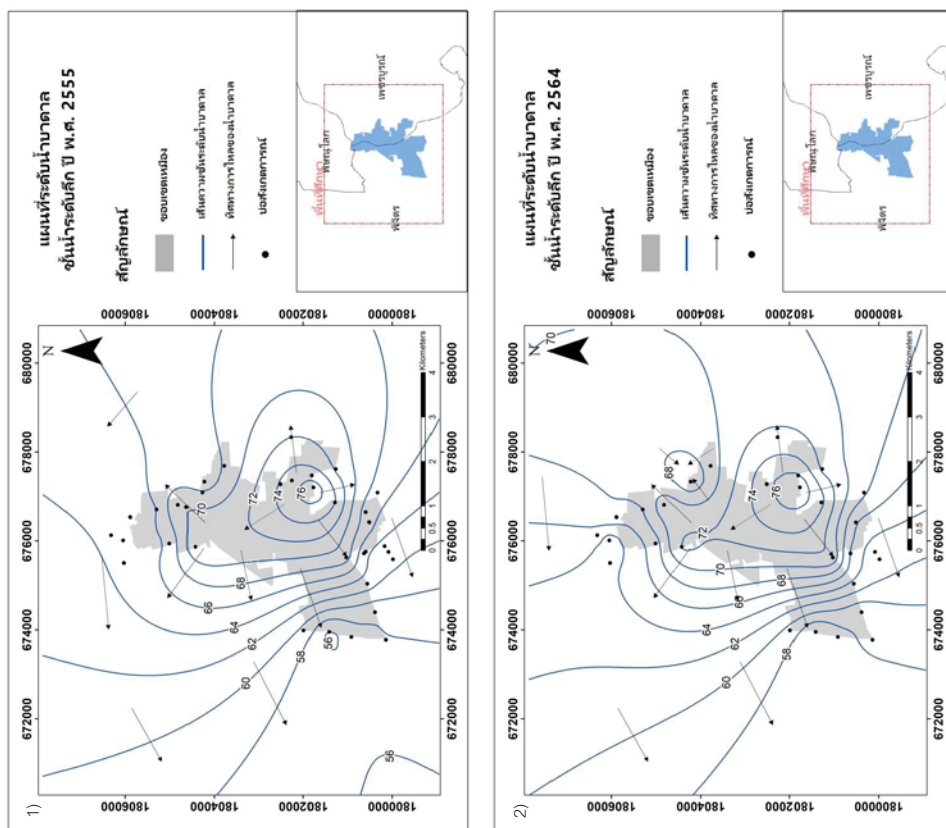 1)
แผนที่ระดับน้ำบาดาล
ชั้นน้ำระดับลึก ปี พ.ศ. 2555
สัญลักษณ์
ขอบเขตเหมือง
เส้นความชันระดับน้ำบาดาล
ทิศทางการไหลของน้ำบาดาล
บ่อสังเกตการณ์
พื้นที่ศึกษา
พิษณุโลก
พิจิตร
เพชรบูรณ์
N
1806000
1804000
1802000
1800000
672000
674000
676000
678000
680000
56
60
62
64
66
68
70
72
74
76
58
56
0 0.5 1 2 3 4
Kilometers
2)
แผนที่ระดับน้ำบาดาล
ชั้นน้ำระดับลึก ปี พ.ศ. 2564
สัญลักษณ์
ขอบเขตเหมือง
เส้นความชันระดับน้ำบาดาล
ทิศทางการไหลของน้ำบาดาล
บ่อสังเกตการณ์
พื้นที่ศึกษา
พิษณุโลก
พิจิตร
เพชรบูรณ์
N
1806000
1804000
1802000
1800000
672000
674000
676000
678000
680000
70
68
72
74
76
70
68
66
64
62
60
58
0 0.5 1 2 3 4
Kilometers